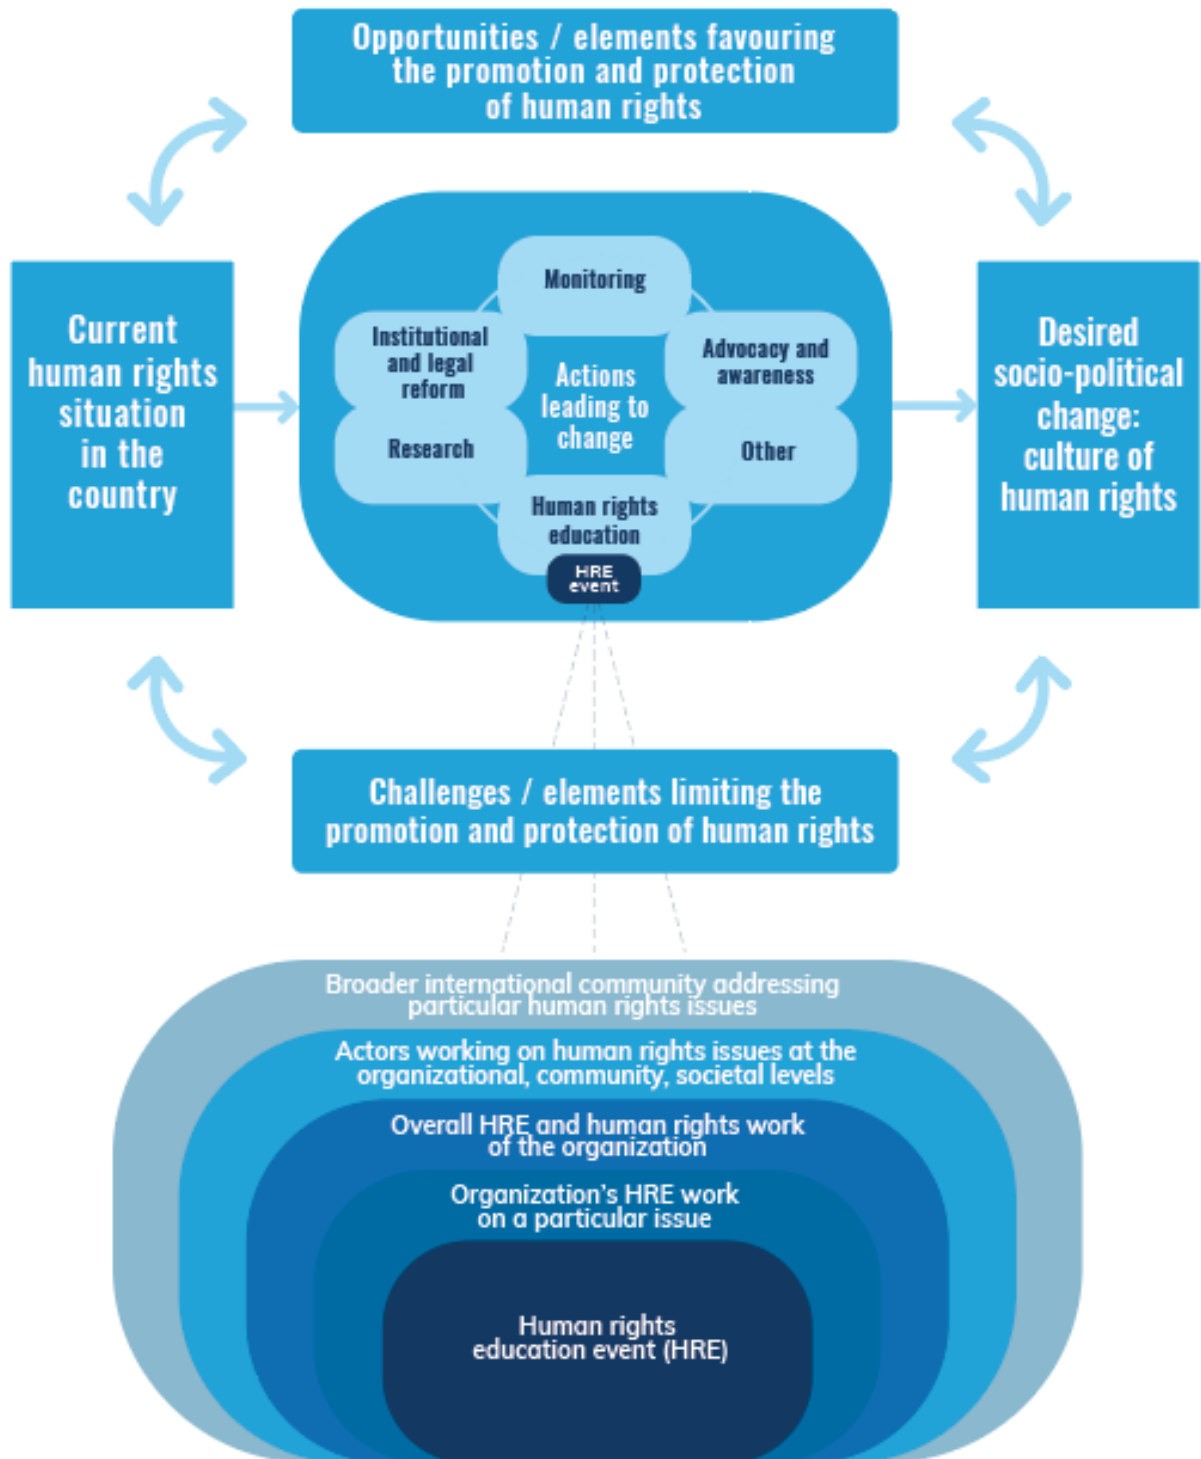 Opportunities / elements favouring
the promotion and protection
of human rights
Current
human rights
situation
in the
country
Monitoring
Institutional
and legal
reform
Advocacy and
awareness
Actions
leading to
change
Research
Other
Human rights
education
HRE
event
Desired
socio-political
change:
culture of
human rights
Challenges / elements limiting the
promotion and protection of human rights
Broader international community addressing
particular human rights issues
Actors working on human rights issues at the
organizational, community, societal levels
Overall HRE and human rights work
of the organization
Organization's HRE work
on a particular issue
Human rights
education event (HRE)